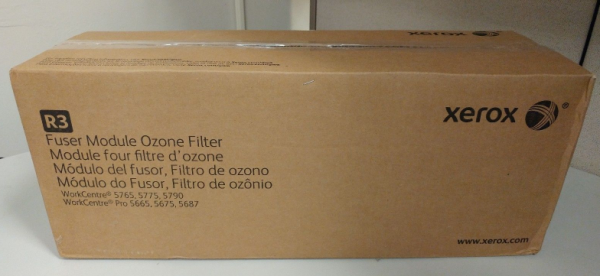 xerox
R3
Fuser Module Ozone Filter
Module four filtre d'ozone
Módulo del fusor, Filtro de ozono
Módulo do Fusor, Filtro de ozônio
WorkCentre® 5765, 5775, 5790
WorkCentre® Pro 5665, 5675, 5687
xerox ®
www.xerox.com